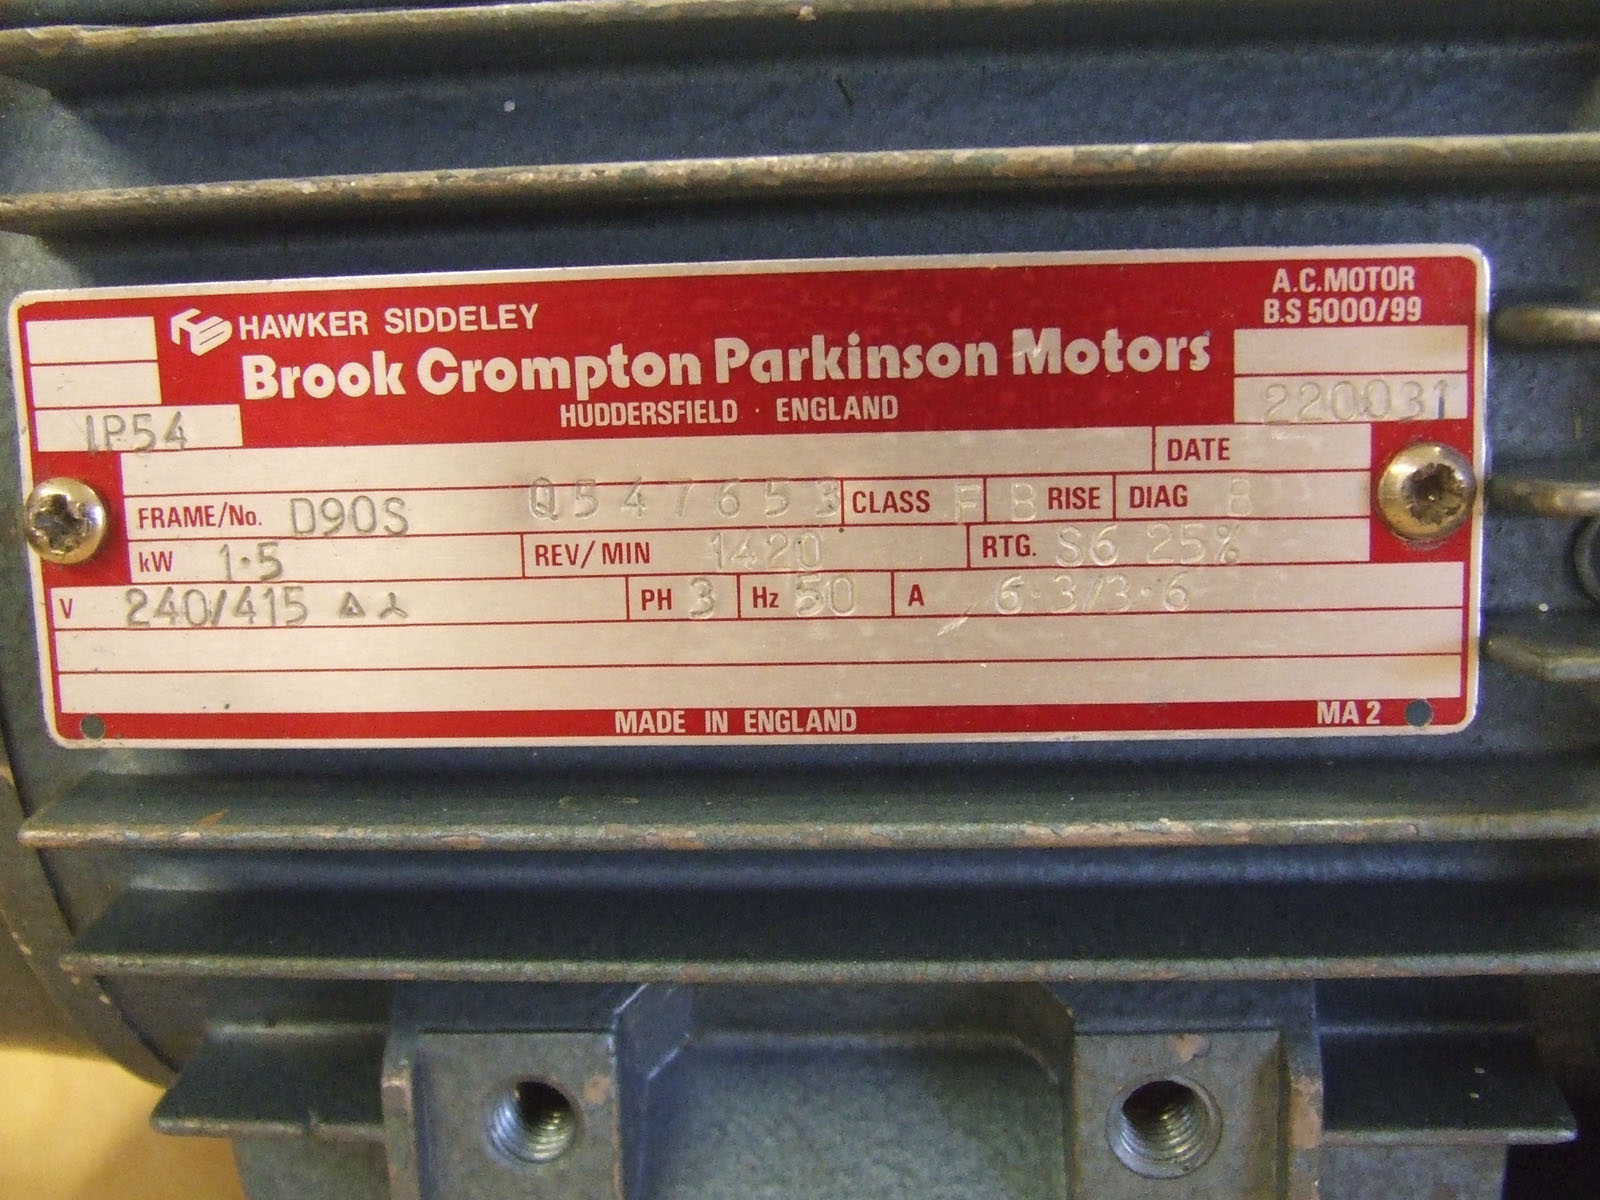 A.C.MOTOR
HAWKER SIDDELEY
B.S 5000/99
Brook Crompton Parkinson Motors
HUDDERSFIELD · ENGLAND
220031
IP54
DATE
FRAME/No. D90S Q547653 CLASS F B RISE DIAG B
kW 1·5 REV/MIN 1420 RTG. S6 25%
V 240/415 Δ⅄ PH 3 Hz 50 A 6·3/3·6
MADE IN ENGLAND
MA 2